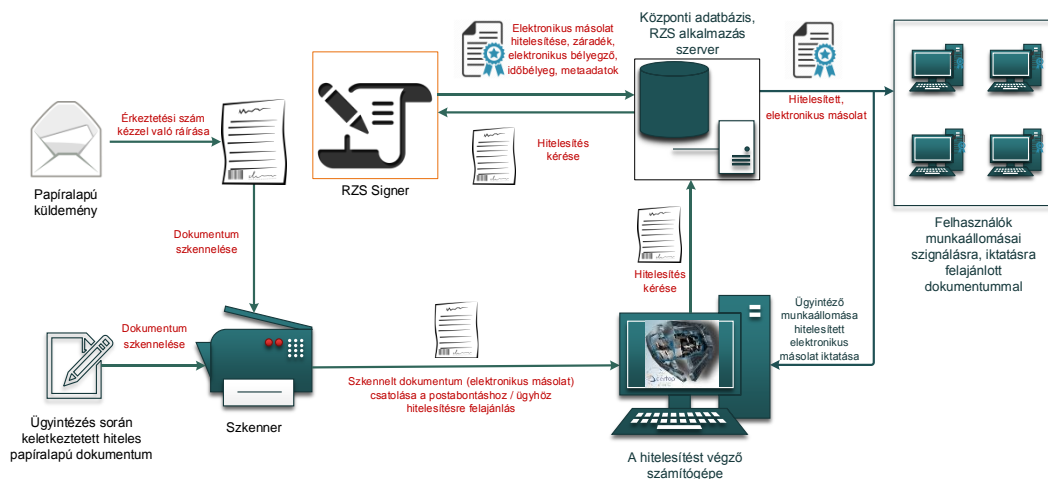 Elektronikus másolat
hitelesítése, záradék,
elektronikus bélyegző,
időbélyeg, metaadatok
Központi adatbázis,
RZS alkalmazás
szerver
Hitelesített,
elektronikus másolat
Érkeztetési szám
kézzel való ráírása
Papíralapú
küldemény
RZS Signer
Hitelesítés
kérése
Felhasználók
munkaállomásai
szignálásra, iktatásra
felajánlott
dokumentummal
Dokumentum
szkennelése
Hitelesítés
kérése
Ügyintéző
munkaállomása
hitelesített
elektronikus
másolat iktatása
Dokumentum
szkennelése
Szkennelt dokumentum (elektronikus másolat)
csatolása a postabontáshoz / ügyhöz
hitelesítésre felajánlás
Ügyintézés során
keletkeztetett hiteles
papíralapú dokumentum
Szkenner
A hitelesítést végző
számítógépe